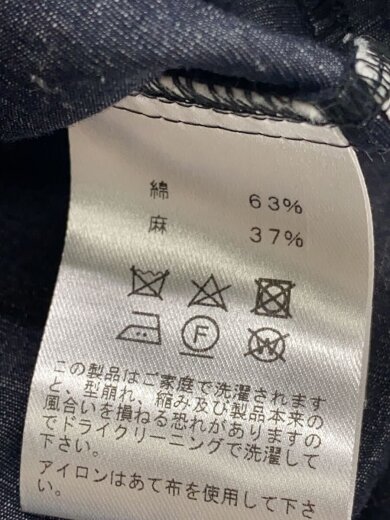 綿 63%
麻 37%
F
W
この製品はご家庭で洗濯されます
と、型崩れ、縮み及び製品本来の
風合いを損ねる恐れがありますの
でドライクリーニングで洗濯して
下さい。
アイロンはあて布を使用して下さ
い。